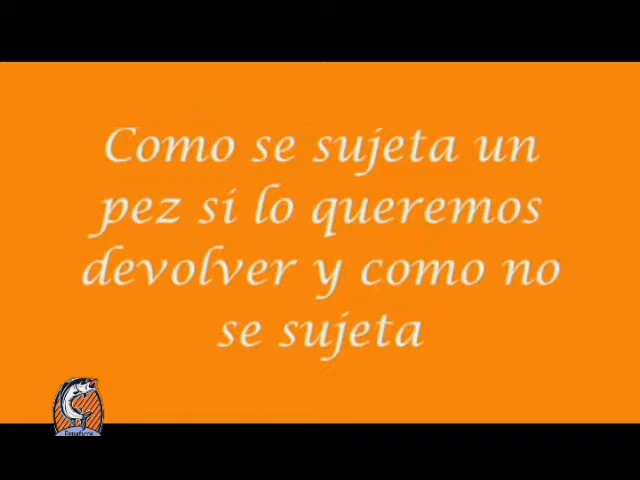 Como se sujeta un
pez si lo queremos
devolver y como no
se sujeta